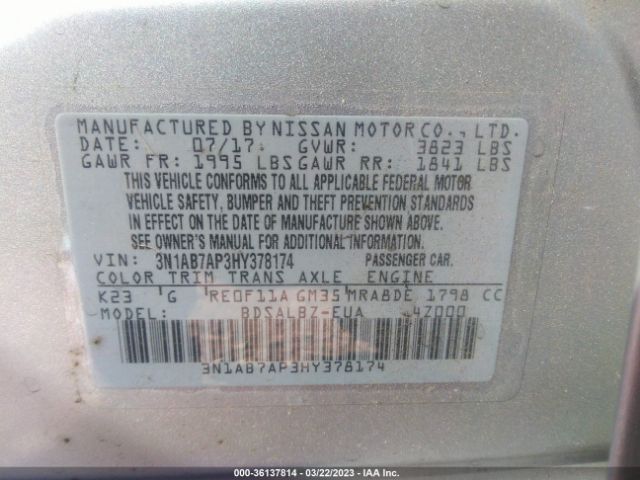 MANUFACTURED BY NISSAN MOTOR CO., LTD.
DATE: 07/17 GVWR: 3823 LBS
GAWR FR: 1995 LBS GAWR RR: 1841 LBS
THIS VEHICLE CONFORMS TO ALL APPLICABLE FEDERAL MOTOR
VEHICLE SAFETY, BUMPER AND THEFT PREVENTION STANDARDS
IN EFFECT ON THE DATE OF MANUFACTURE SHOWN ABOVE.
SEE OWNER'S MANUAL FOR ADDITIONAL INFORMATION.
VIN: 3N1AB7AP3HY378174 PASSENGER CAR.
COLOR TRIM TRANS AXLE ENGINE
K23 G RE0F11A GM35 MRA8DE 1798 CC
MODEL: BDSALBZ-EUA 4Z000
3N1AB7AP3HY378174
000-36137814 - 03/22/2023 - IAA Inc.